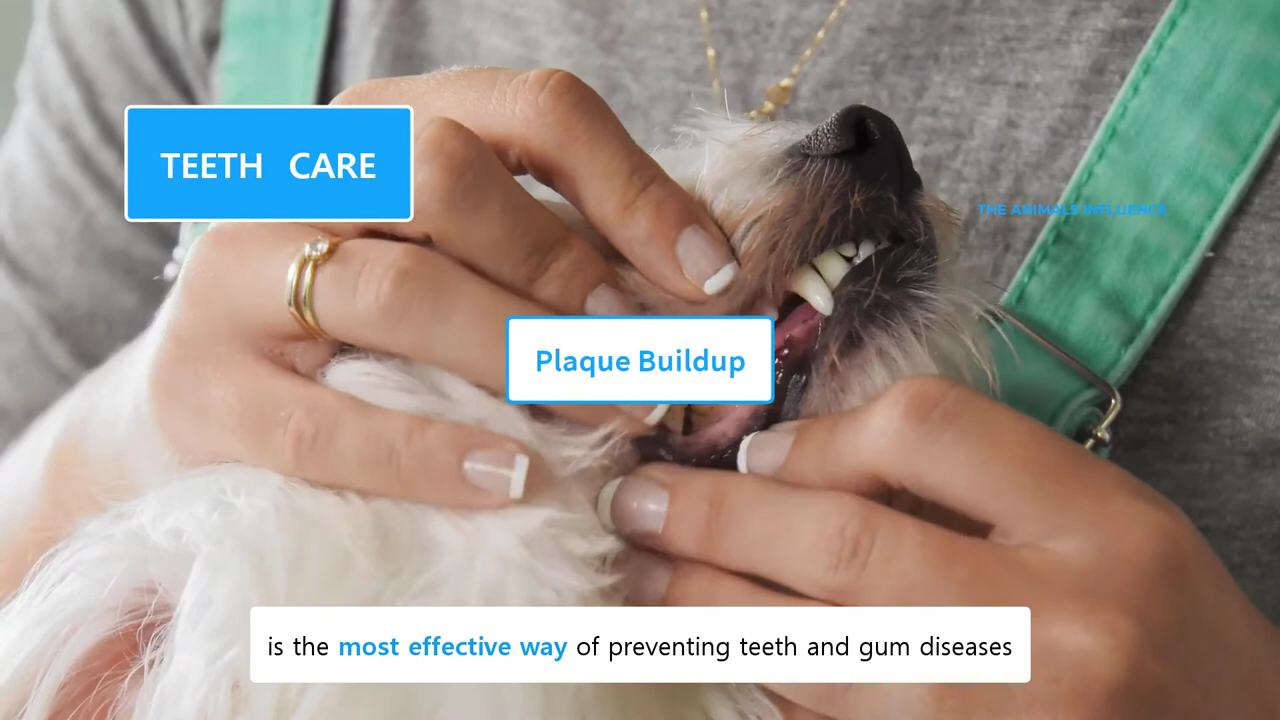 TEETH CARE
THE ANIMALS INFLUENCE
Plaque Buildup
is the most effective way of preventing teeth and gum diseases